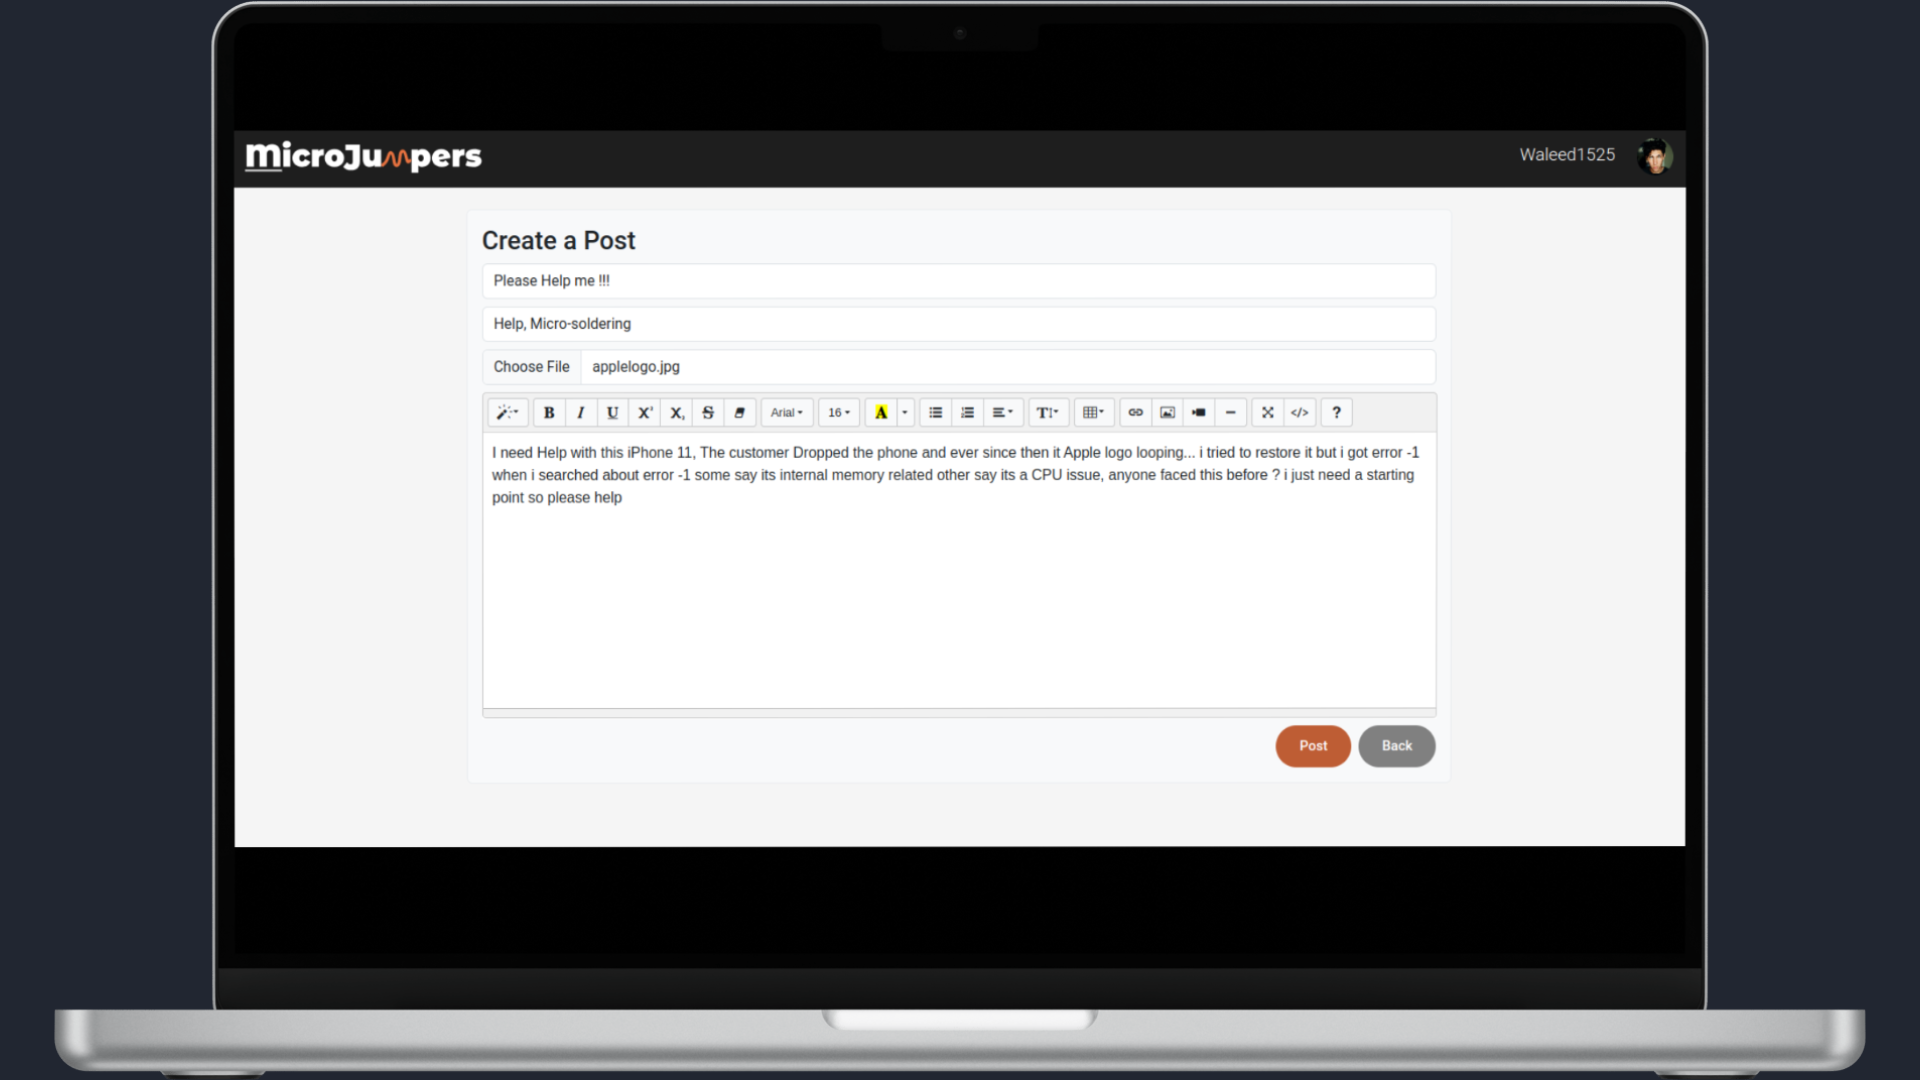 MicroJumpers
Waleed1525
Create a Post
Please Help me !!!
Help, Micro-soldering
Choose File applelogo.jpg
B I U X' X, S Arial 16 A T </> ?
I need Help with this iPhone 11, The customer Dropped the phone and ever since then it Apple logo looping... i tried to restore it but i got error -1
when i searched about error -1 some say its internal memory related other say its a CPU issue, anyone faced this before ? i just need a starting
point so please help
Post Back